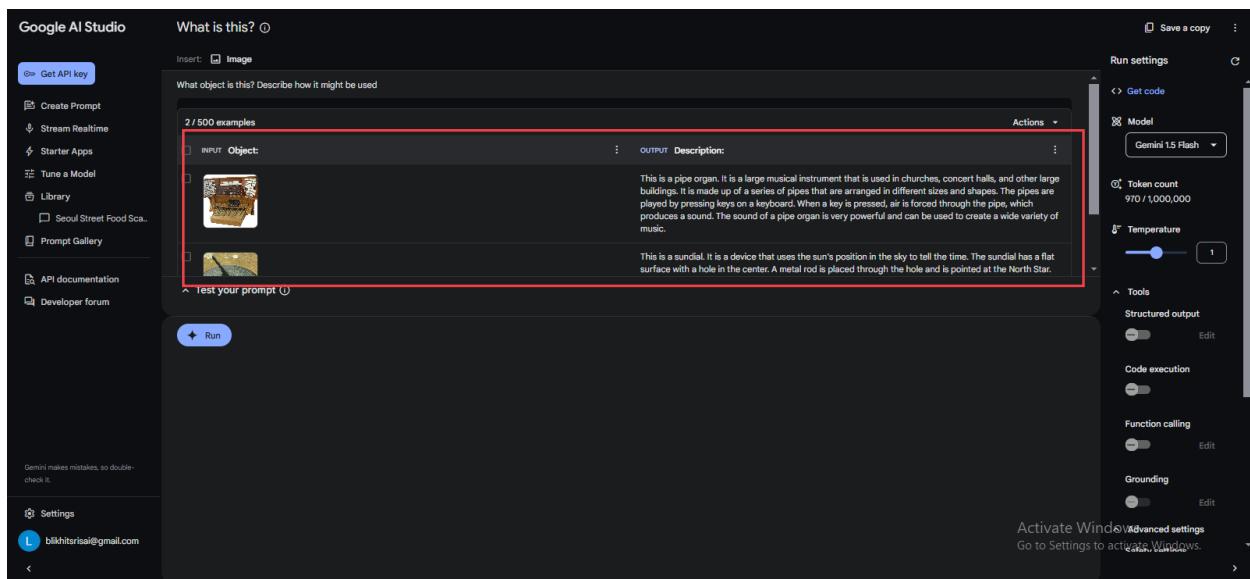 Google AI Studio
What is this?
Save a copy
Get API key
Create Prompt
Stream Realtime
Starter Apps
Tune a Model
Library
Seoul Street Food Sca..
Prompt Gallery
API documentation
Developer forum
Gemini makes mistakes, so double-
check it.
Settings
L blikhitsrisai@gmail.com
Insert: Image
What object is this? Describe how it might be used
2 / 500 examples
Actions
INPUT Object:
OUTPUT Description:
This is a pipe organ. It is a large musical instrument that is used in churches, concert halls, and other large
buildings. It is made up of a series of pipes that are arranged in different sizes and shapes. The pipes are
played by pressing keys on a keyboard. When a key is pressed, air is forced through the pipe, which
produces a sound. The sound of a pipe organ is very powerful and can be used to create a wide variety of
music.
This is a sundial. It is a device that uses the sun's position in the sky to tell the time. The sundial has a flat
surface with a hole in the center. A metal rod is placed through the hole and is pointed at the North Star.
Test your prompt
Run
Run settings
Get code
Model
Gemini 1.5 Flash
Token count
970 / 1,000,000
Temperature
1
Tools
Structured output
Edit
Code execution
Function calling
Edit
Grounding
Edit
Advanced settings
Safety settings
Activate Windows
Go to Settings to activate Windows.